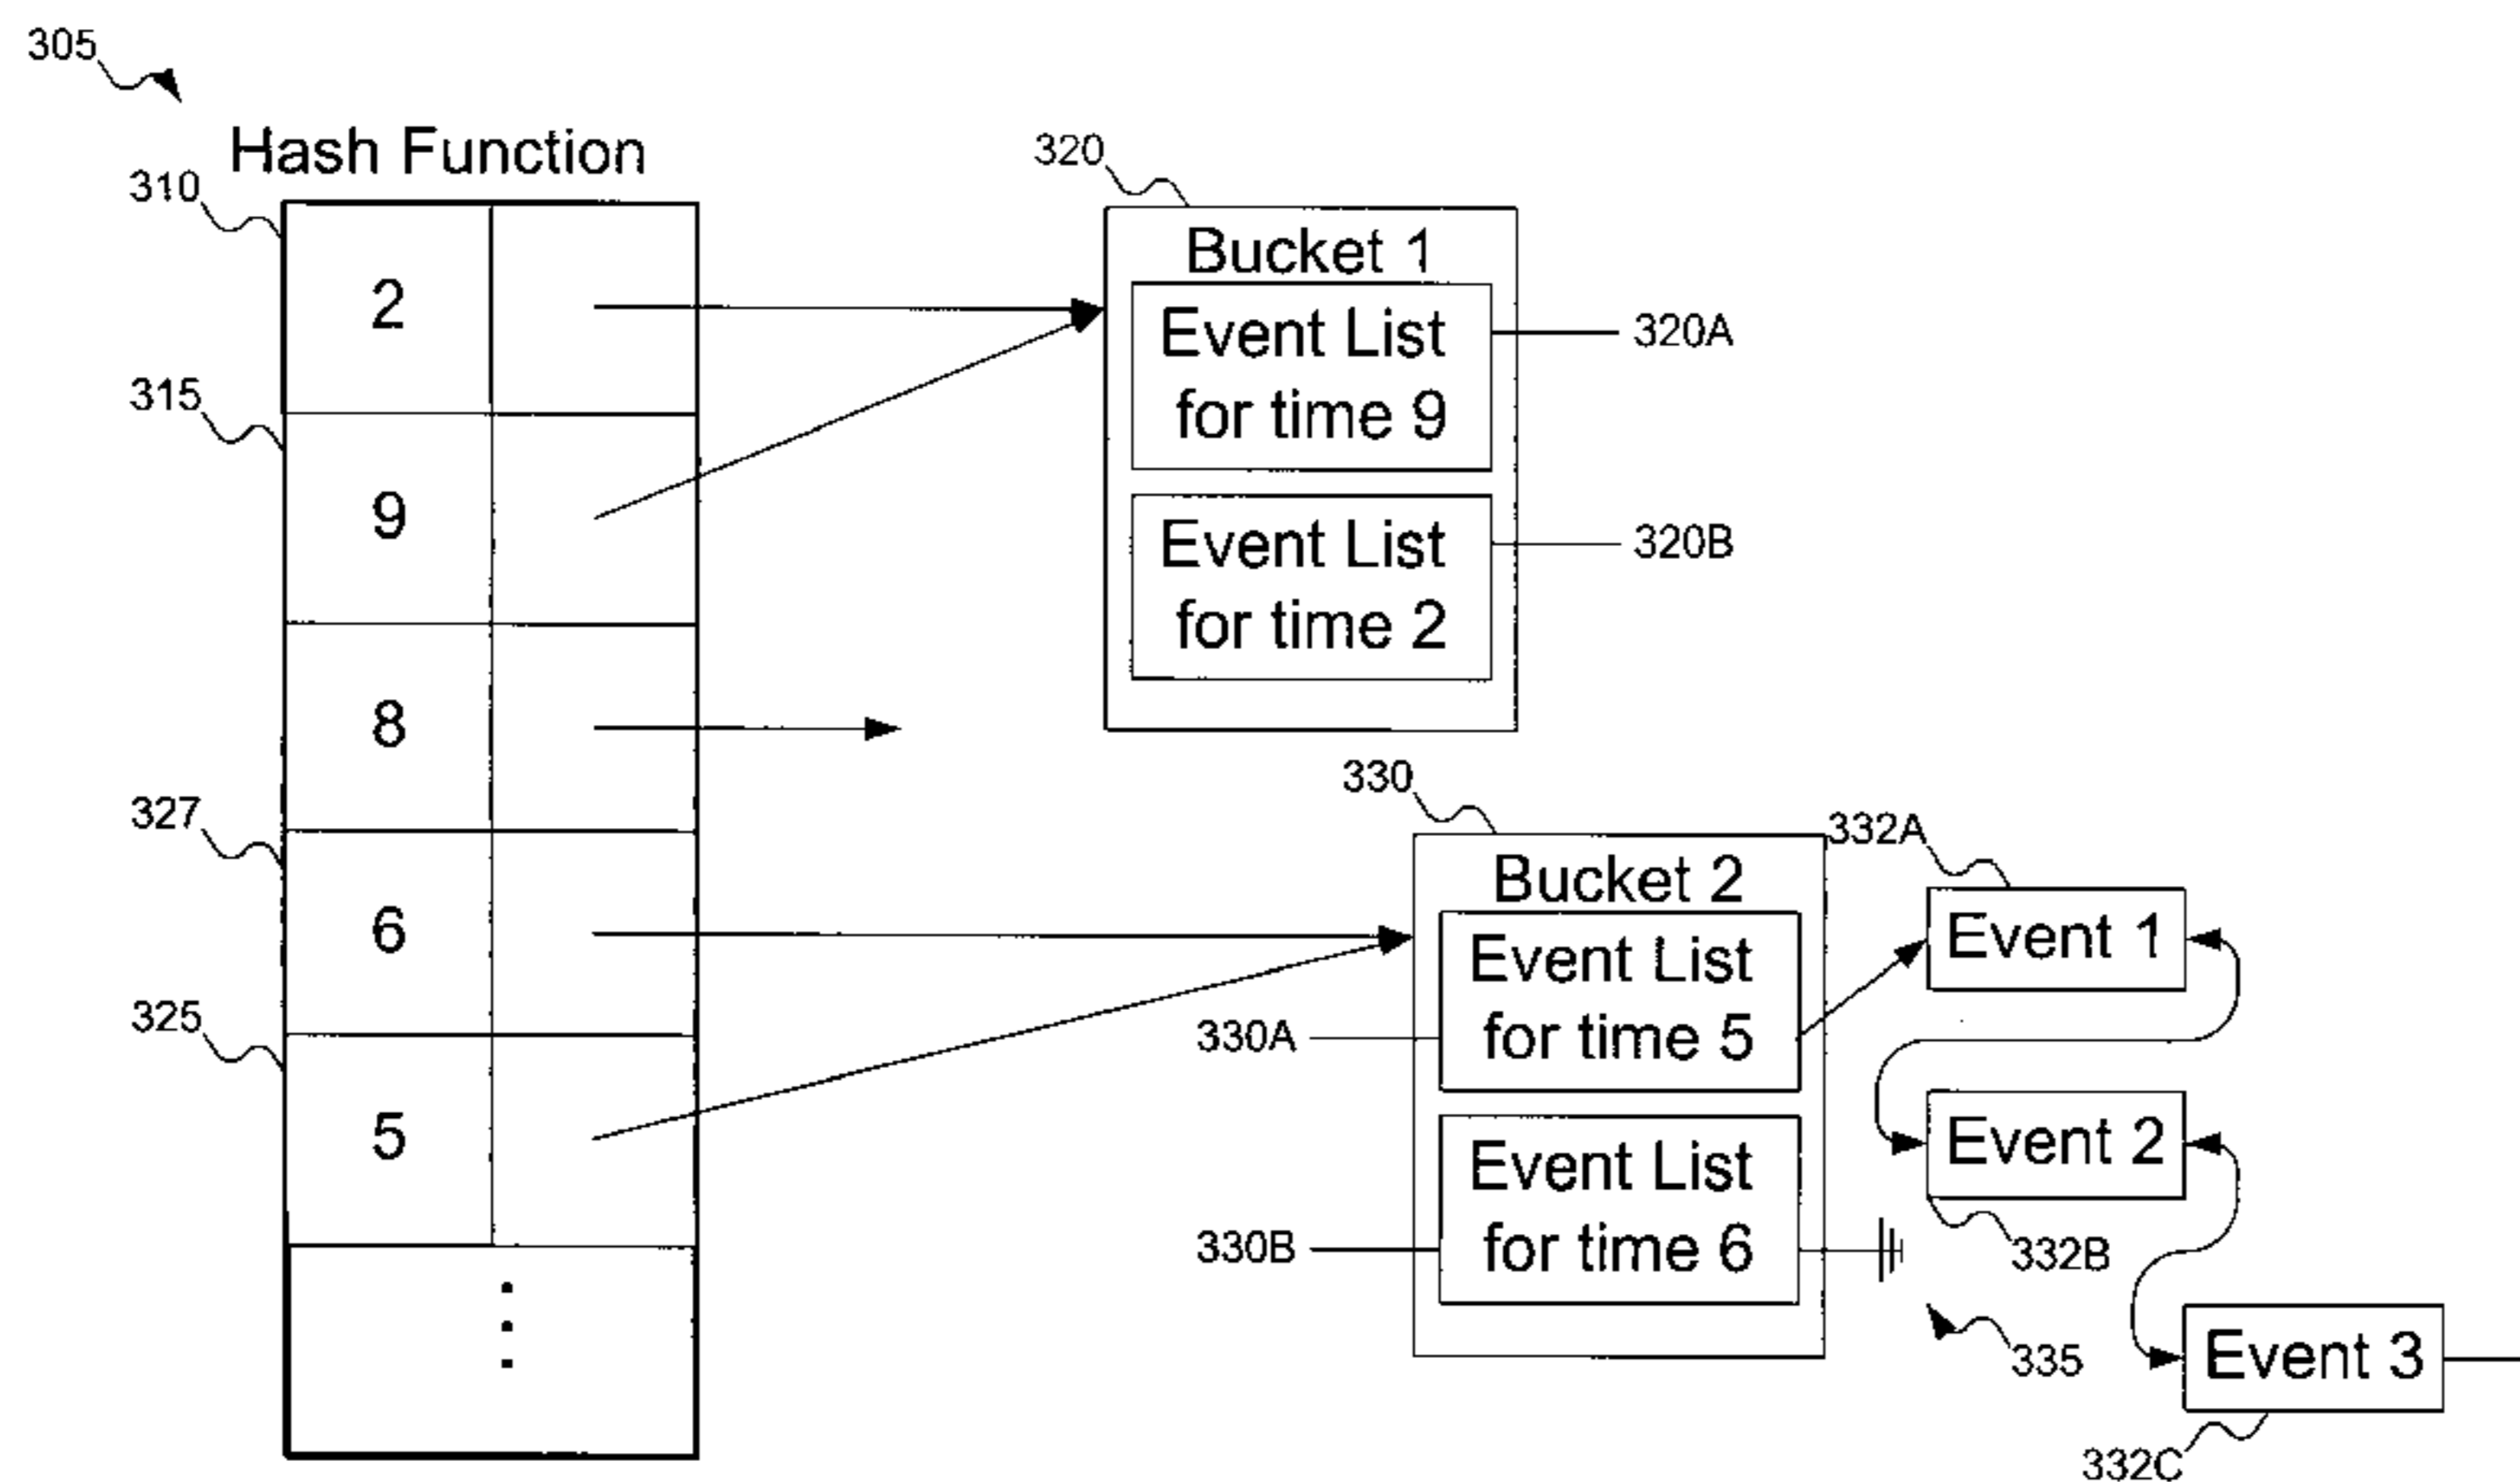 305
Hash Function
310
2
315
9
8
327
6
325
5
320
Bucket 1
Event List
for time 9
320A
Event List
for time 2
320B
330
Bucket 2
Event List
for time 5
330A
Event List
for time 6
330B
332A
Event 1
Event 2
332B
335
Event 3
332C